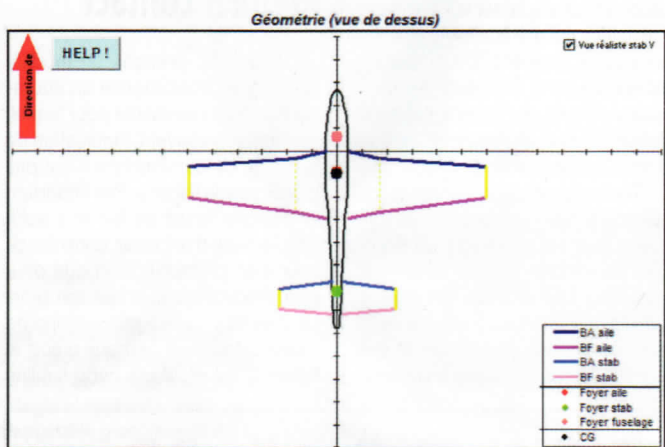 Géométrie (vue de dessus)
HELP!
Vue réaliste stab V
Direction de
BA aile
BF aile
BA stab
BF stab
Foyer aile
Foyer stab
Foyer fuselage
CG